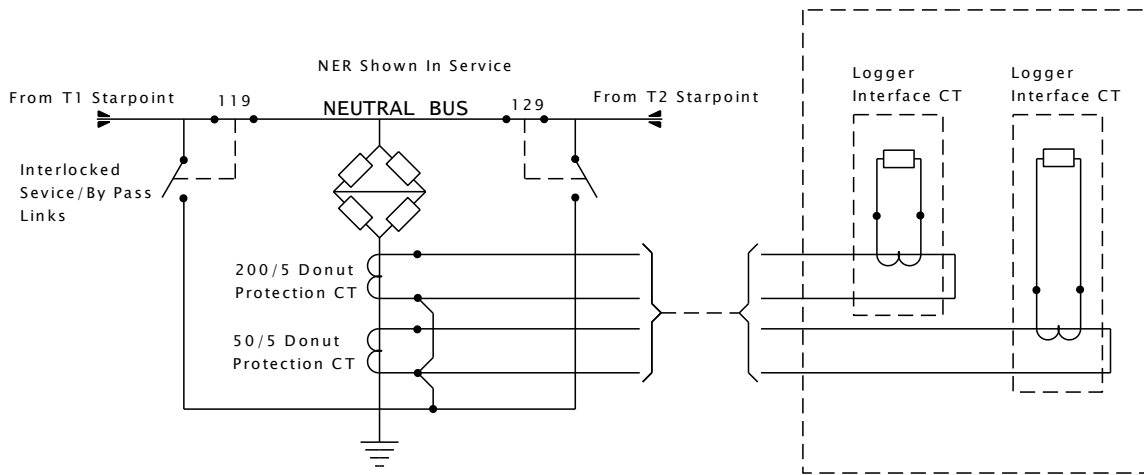 NER Shown In Service
From T1 Starpoint
119
NEUTRAL BUS
129
From T2 Starpoint
Logger
Interface CT
Logger
Interface CT
Interlocked
Sevice/By Pass
Links
200/5 Donut
Protection CT
50/5 Donut
Protection CT